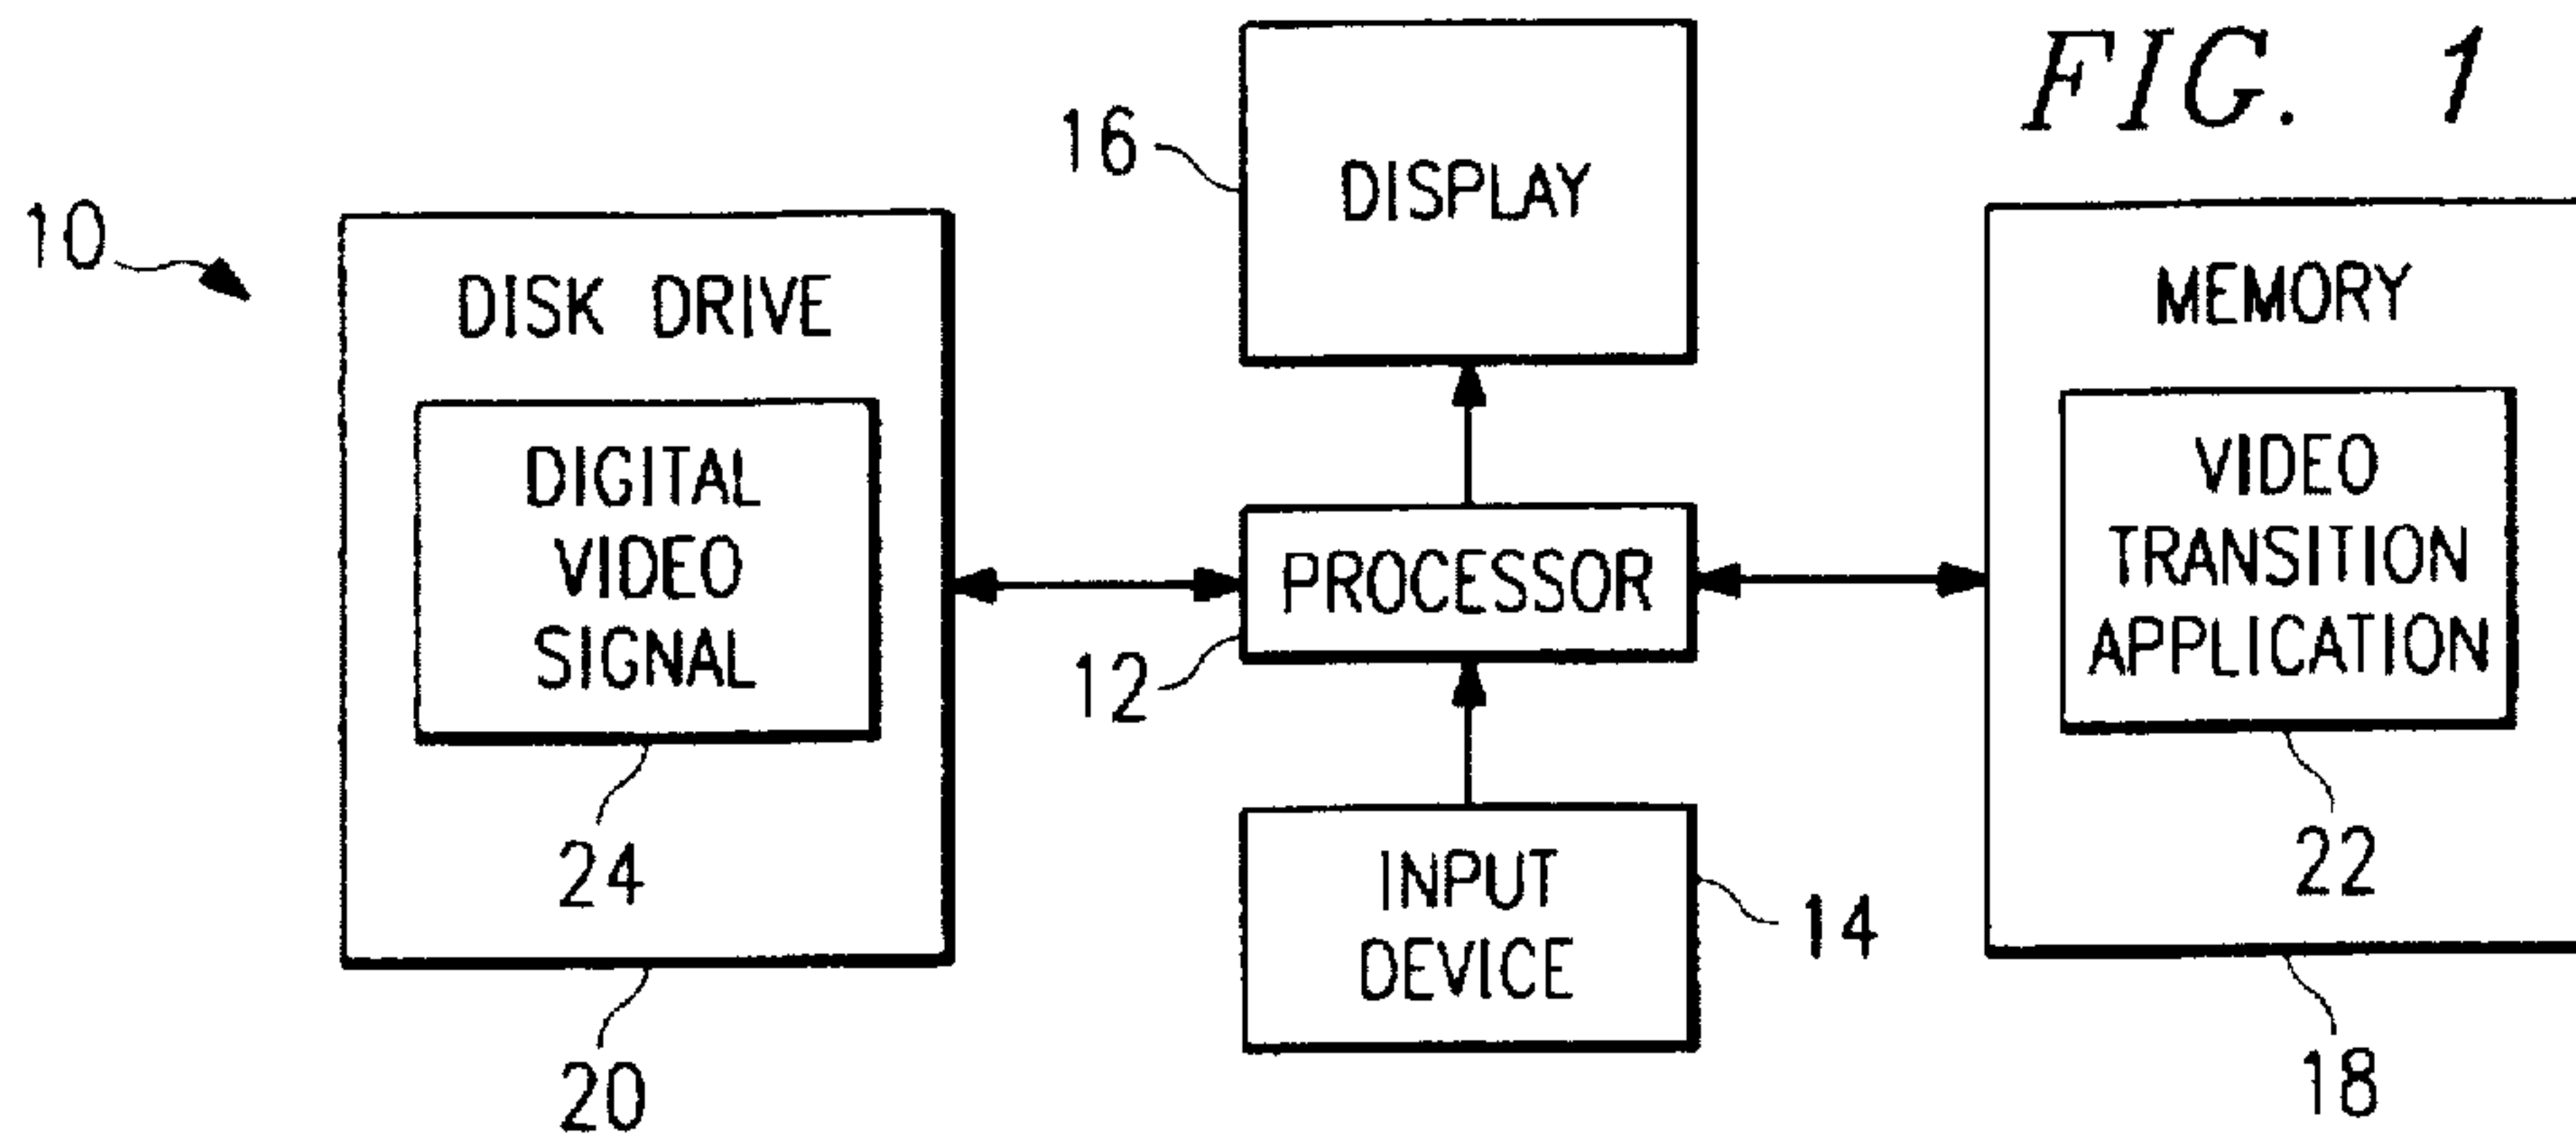 FIG. 1
10
16
DISPLAY
DISK DRIVE
DIGITAL
VIDEO
SIGNAL
24
20
PROCESSOR
12
INPUT
DEVICE
14
MEMORY
VIDEO
TRANSITION
APPLICATION
22
18